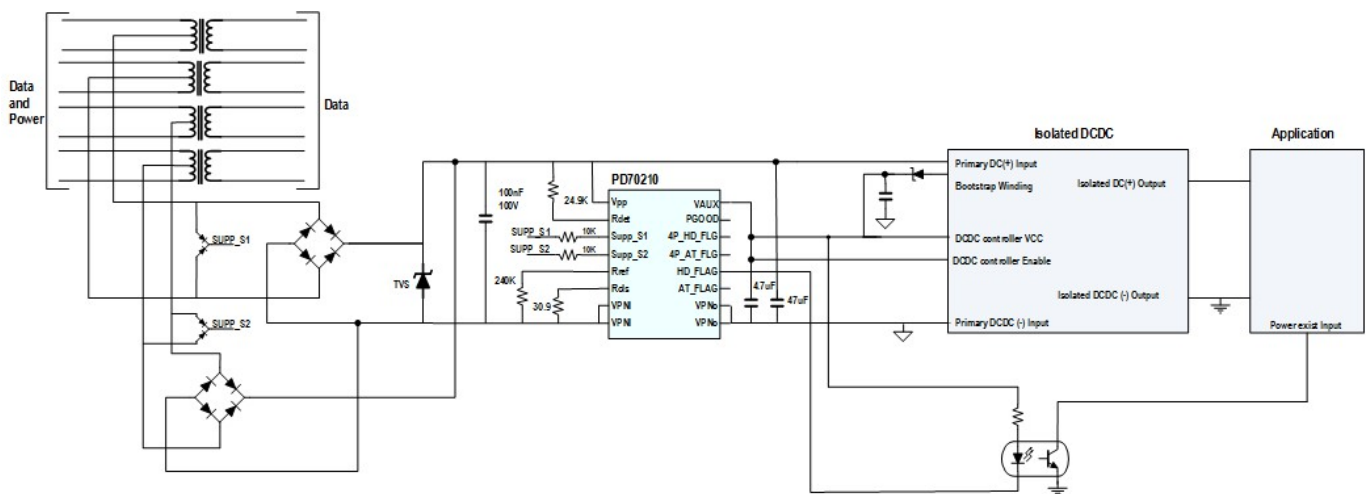 Data
and
Power
Data
SUPP_S1
SUPP_S2
TVS
100nF
100V
24.9K
SUPP_S1
10K
SUPP_S2
10K
240K
30.9
PD70210
Vpp
Rdet
Supp_S1
Supp_S2
Rref
Rcls
VPNI
VPNI
VAUX
PGOOD
4P_HD_FLG
4P_AT_FLG
HD_FLAG
AT_FLAG
VPNo
VPNo
4.7uF
47uF
Isolated DCDC
Primary DC(+) Input
Bootstrap Winding
Isolated DC(+) Output
DCDC controller VCC
DCDC controller Enable
Isolated DCDC (-) Output
Primary DCDC (-) Input
Application
Power exist Input